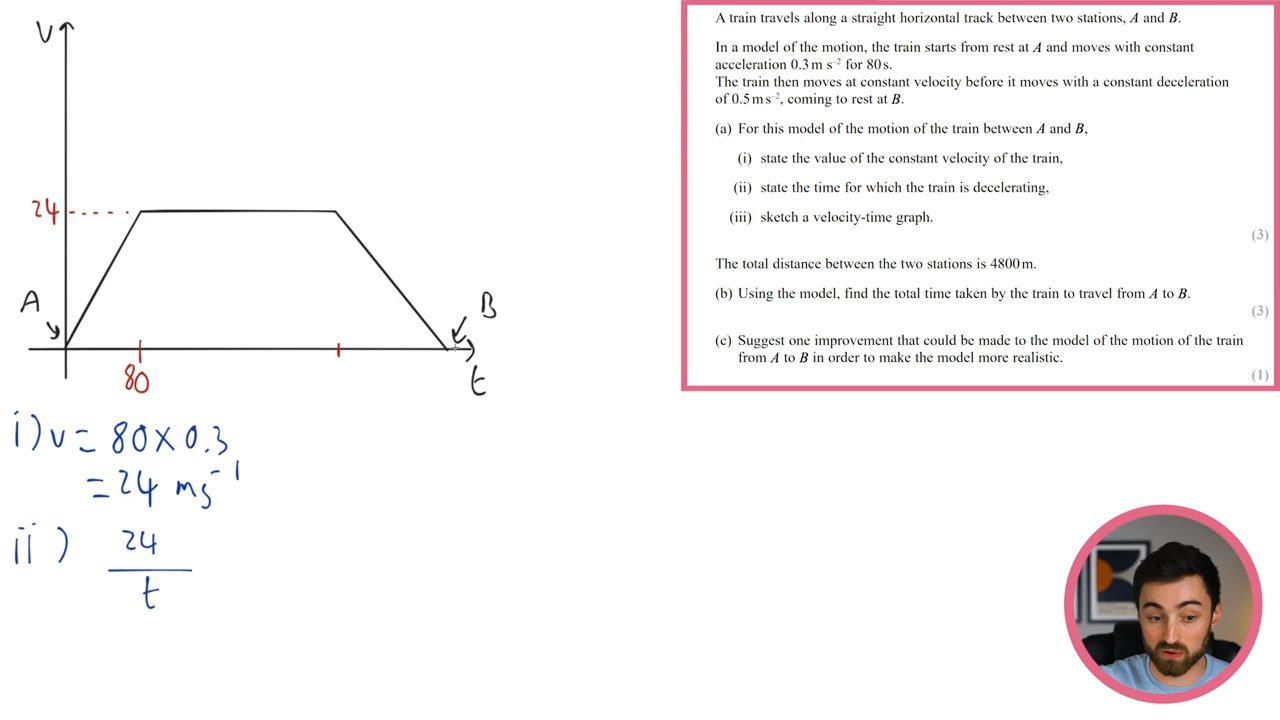 V
24
A
B
80
t
i) v = 80 × 0.3
= 24 ms⁻¹
ii) 24
t
A train travels along a straight horizontal track between two stations, A and B.
In a model of the motion, the train starts from rest at A and moves with constant
acceleration 0.3 m s⁻² for 80 s.
The train then moves at constant velocity before it moves with a constant deceleration
of 0.5 m s⁻², coming to rest at B.
(a) For this model of the motion of the train between A and B,
(i) state the value of the constant velocity of the train,
(ii) state the time for which the train is decelerating,
(iii) sketch a velocity-time graph.
(3)
The total distance between the two stations is 4800 m.
(b) Using the model, find the total time taken by the train to travel from A to B.
(3)
(c) Suggest one improvement that could be made to the model of the motion of the train
from A to B in order to make the model more realistic.
(1)